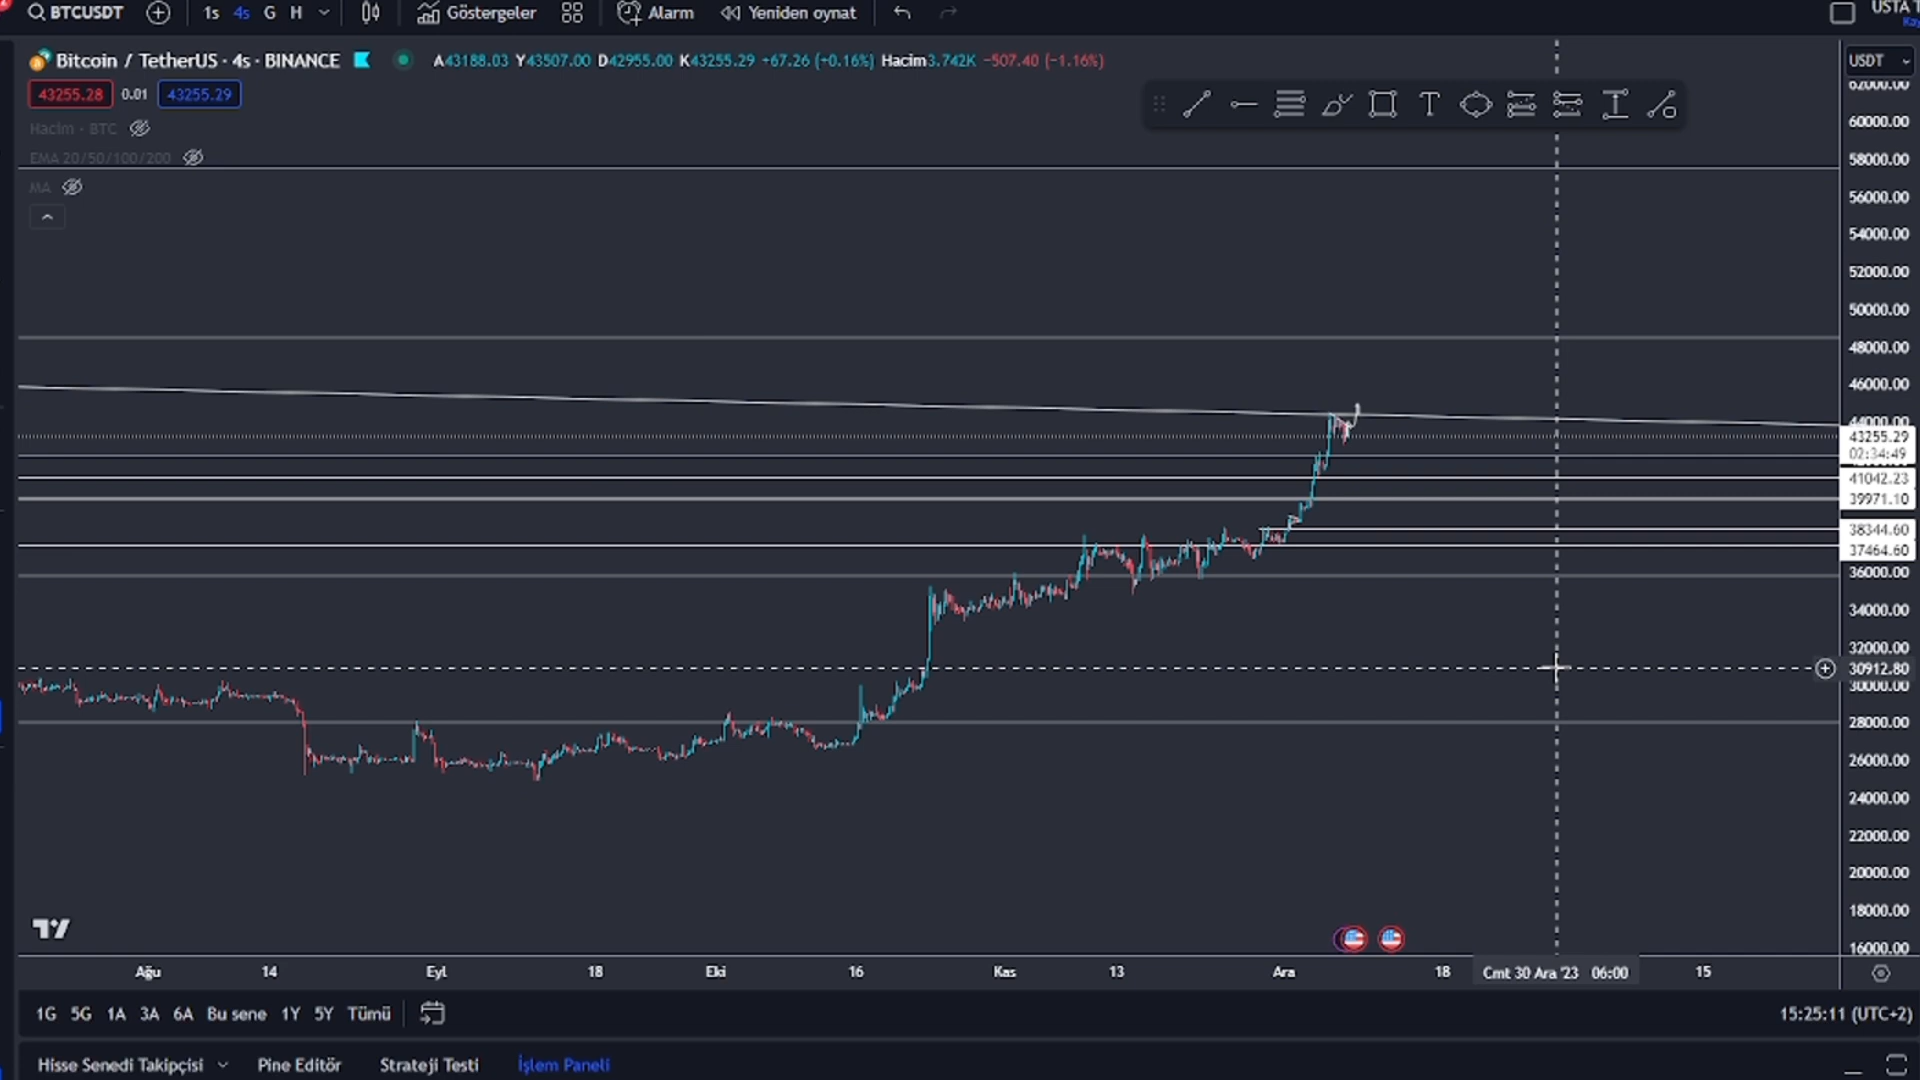 BTCUSDT 1s 4s G H Göstergeler Alarm Yeniden oynat USTA
Bitcoin / TetherUS · 4s · BINANCE A43188.03 Y43507.00 D42955.00 K43255.29 +67.26 (+0.16%) Hacim3.742K −507.40 (−1.16%)
USDT
43255.28 0.01 43255.29
Hacim · BTC
EMA 20/50/100/200
MA
62000.00
60000.00
58000.00
56000.00
54000.00
52000.00
50000.00
48000.00
46000.00
44000.00
43255.29
02:34:49
41042.23
39971.10
38344.60
37464.60
36000.00
34000.00
32000.00
30912.80
30000.00
28000.00
26000.00
24000.00
22000.00
20000.00
18000.00
16000.00
Ağu 14 Eyl 18 Eki 16 Kas 13 Ara 18 Cmt 30 Ara '23 06:00 15
1G 5G 1A 3A 6A Bu sene 1Y 5Y Tümü 15:25:11 (UTC+2)
Hisse Senedi Takipçisi Pine Editör Strateji Testi İşlem Paneli